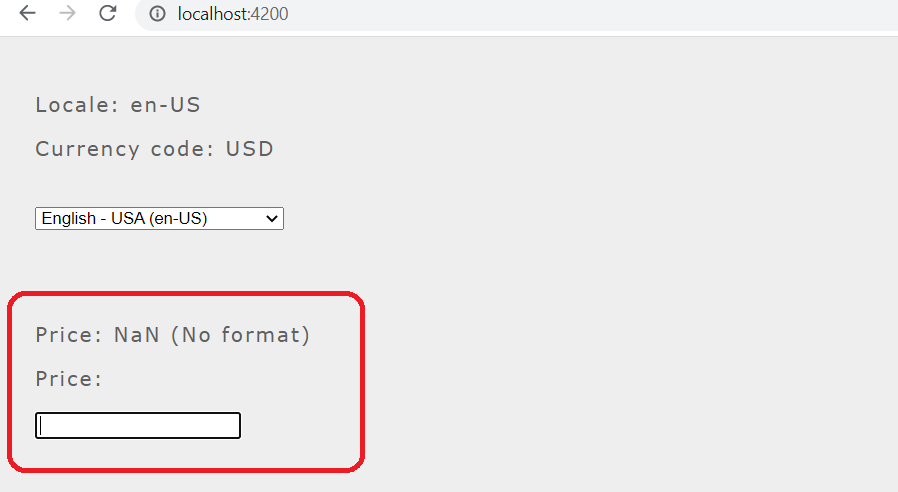 localhost:4200
Locale: en-US
Currency code: USD
English - USA (en-US)
Price: NaN (No format)
Price: